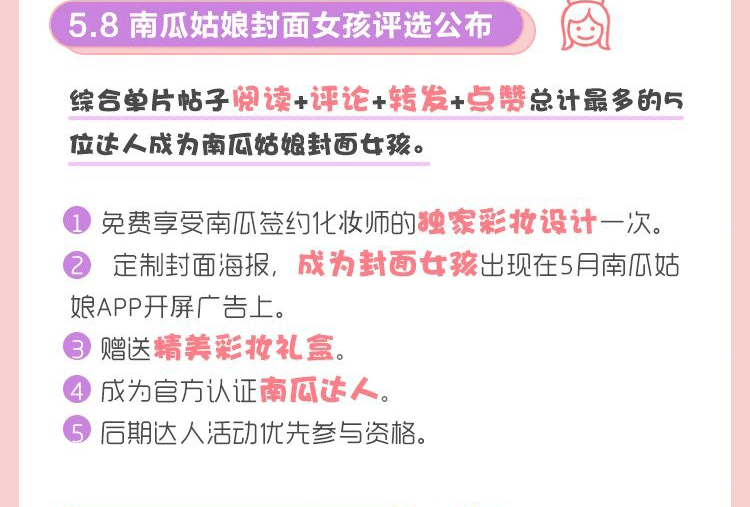 5.8 南瓜姑娘封面女孩评选公布
综合单片帖子阅读+评论+转发+点赞总计最多的5
位达人成为南瓜姑娘封面女孩。
1 免费享受南瓜签约化妆师的独家彩妆设计一次。
2 定制封面海报，成为封面女孩出现在5月南瓜姑
娘APP开屏广告上。
3 赠送精美彩妆礼盒。
4 成为官方认证南瓜达人。
5 后期达人活动优先参与资格。